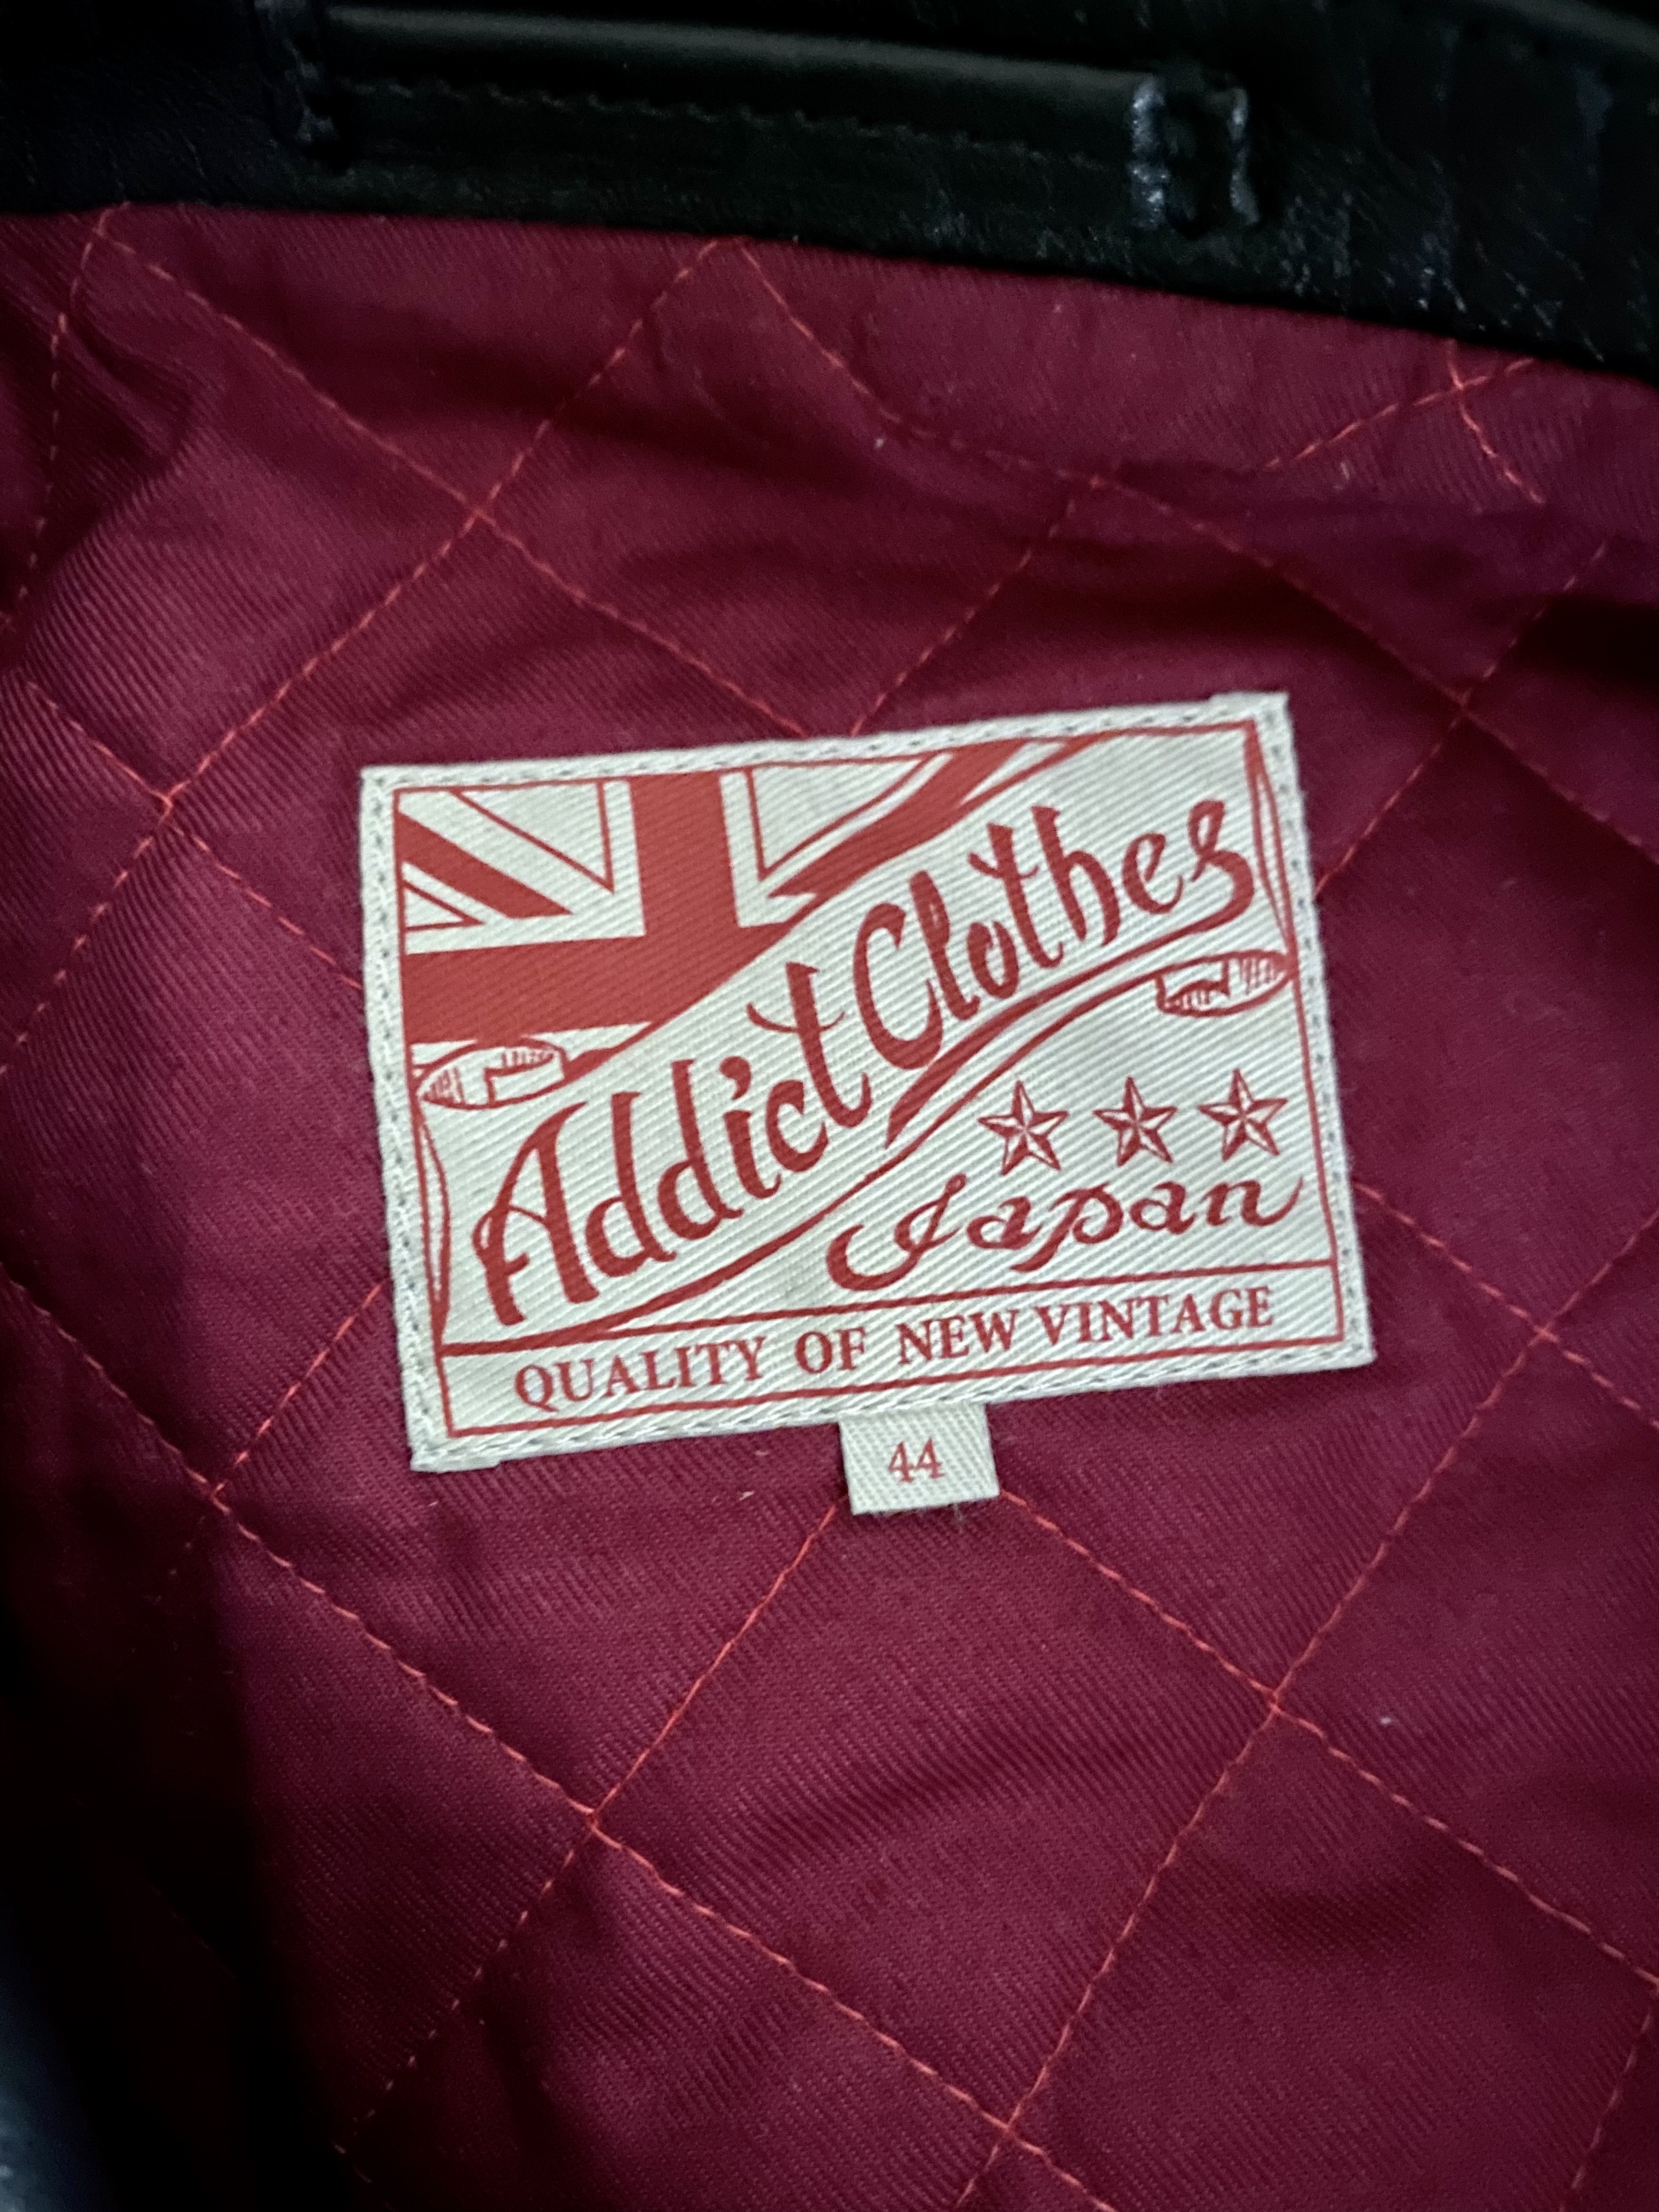 Addict Clothes
Japan
QUALITY OF NEW VINTAGE
44